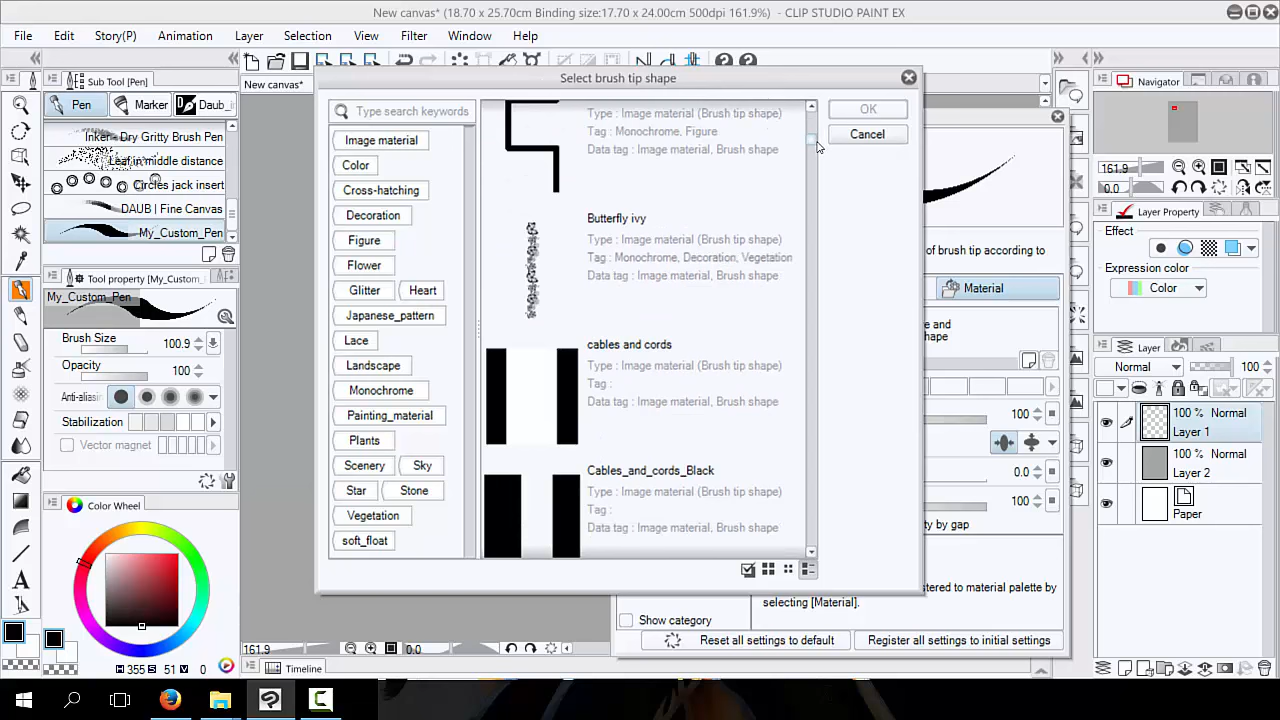 New canvas* (18.70 x 25.70cm Binding size:17.70 x 24.00cm 500dpi 161.9%) - CLIP STUDIO PAINT EX
File Edit Story(P) Animation Layer Selection View Filter Window Help
Sub Tool [Pen]
New canvas*
Pen Marker Daub_i
Inker - Dry Gritty Brush Pen
Leaf in middle distance
Circles jack insert
DAUB | Fine Canvas
My_Custom_Pen
Tool property [My_Custom_
My_Custom_Pen
Brush Size 100.9
Opacity 100
Anti-aliasin
Stabilization
Vector magnet
Color Wheel
355 S 51 V 0
Select brush tip shape
Type search keywords
Image material
Color
Cross-hatching
Decoration
Figure
Flower
Glitter Heart
Japanese_pattern
Lace
Landscape
Monochrome
Painting_material
Plants
Scenery Sky
Star Stone
Vegetation
soft_float
Type : Image material (Brush tip shape)
Tag : Monochrome, Figure
Data tag : Image material, Brush shape
Butterfly ivy
Type : Image material (Brush tip shape)
Tag : Monochrome, Decoration, Vegetation
Data tag : Image material, Brush shape
cables and cords
Type : Image material (Brush tip shape)
Tag :
Data tag : Image material, Brush shape
Cables_and_cords_Black
Type : Image material (Brush tip shape)
Tag :
Data tag : Image material, Brush shape
OK
Cancel
of brush tip according to
Material
e and
shape
100
0.0
100
y by gap
stered to material palette by
selecting [Material].
Show category
Reset all settings to default Register all settings to initial settings
161.9 0.0
Timeline
Navigator
161.9
0.0
Layer Property
Effect
Expression color
Color
Layer
Normal 100
100 % Normal
Layer 1
100 % Normal
Layer 2
Paper